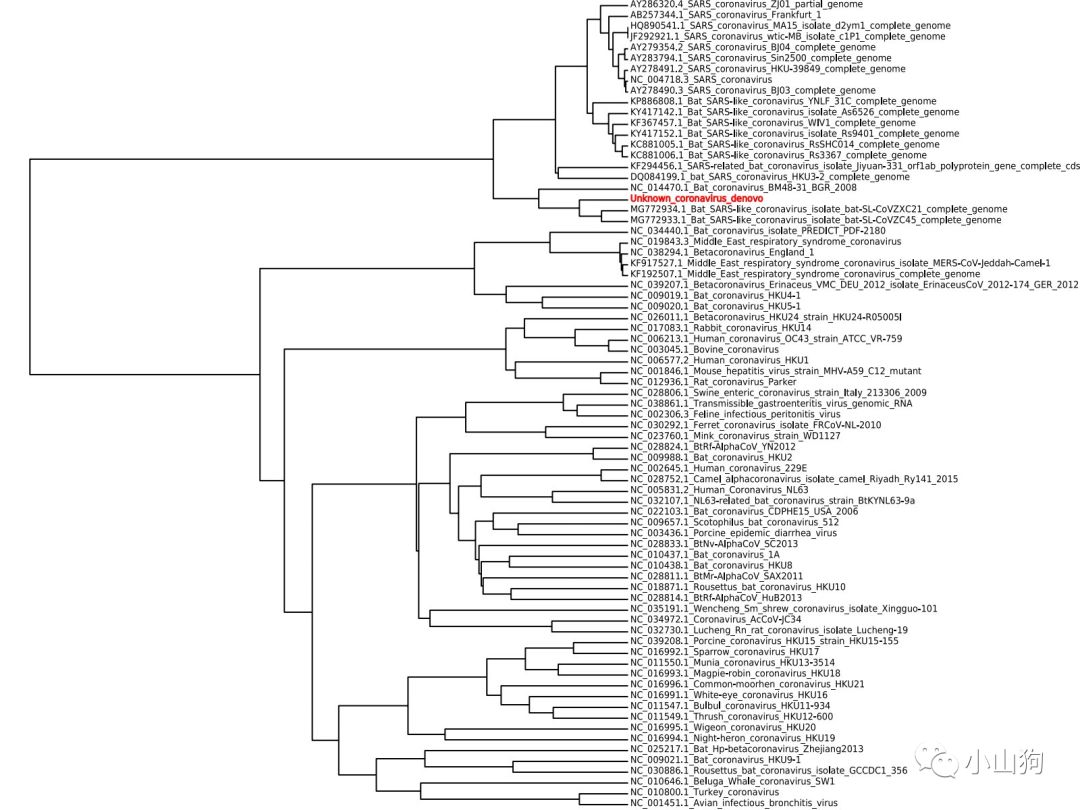 AY286320.4_SARS_coronavirus_ZJ01_partial_genome
AB257344.1_SARS_coronavirus_Frankfurt_1
HQ890541.1_SARS_coronavirus_MA15_isolate_d2ym1_complete_genome
JF292921.1_SARS_coronavirus_wtic-MB_isolate_c1P1_complete_genome
AY279354.2_SARS_coronavirus_BJ04_complete_genome
AY283794.1_SARS_coronavirus_Sin2500_complete_genome
AY278491.2_SARS_coronavirus_HKU-39849_complete_genome
NC_004718.3_SARS_coronavirus
AY278490.3_SARS_coronavirus_BJ03_complete_genome
KP886808.1_Bat_SARS-like_coronavirus_YNLF_31C_complete_genome
KY417142.1_Bat_SARS-like_coronavirus_isolate_As6526_complete_genome
KF367457.1_Bat_SARS-like_coronavirus_WIV1_complete_genome
KY417152.1_Bat_SARS-like_coronavirus_isolate_Rs9401_complete_genome
KC881005.1_Bat_SARS-like_coronavirus_RsSHC014_complete_genome
KC881006.1_Bat_SARS-like_coronavirus_Rs3367_complete_genome
KF294456.1_SARS-related_bat_coronavirus_isolate_Jiyuan-331_orf1ab_polyprotein_gene_complete_cds
DQ084199.1_bat_SARS_coronavirus_HKU3-2_complete_genome
NC_014470.1_Bat_coronavirus_BM48-31_BGR_2008
Unknown_coronavirus_denovo
MG772934.1_Bat_SARS-like_coronavirus_isolate_bat-SL-CoVZXC21_complete_genome
MG772933.1_Bat_SARS-like_coronavirus_isolate_bat-SL-CoVZC45_complete_genome
NC_034440.1_Bat_coronavirus_isolate_PREDICT_PDF-2180
NC_019843.3_Middle_East_respiratory_syndrome_coronavirus
NC_038294.1_Betacoronavirus_England_1
KF917527.1_Middle_East_respiratory_syndrome_coronavirus_isolate_MERS-CoV-Jeddah-Camel-1
KF192507.1_Middle_East_respiratory_syndrome_coronavirus_complete_genome
NC_039207.1_Betacoronavirus_Erinaceus_VMC_DEU_2012_isolate_ErinaceusCoV_2012-174_GER_2012
NC_009019.1_Bat_coronavirus_HKU4-1
NC_009020.1_Bat_coronavirus_HKU5-1
NC_026011.1_Betacoronavirus_HKU24_strain_HKU24-R05005I
NC_017083.1_Rabbit_coronavirus_HKU14
NC_006213.1_Human_coronavirus_OC43_strain_ATCC_VR-759
NC_003045.1_Bovine_coronavirus
NC_006577.2_Human_coronavirus_HKU1
NC_001846.1_Mouse_hepatitis_virus_strain_MHV-A59_C12_mutant
NC_012936.1_Rat_coronavirus_Parker
NC_028806.1_Swine_enteric_coronavirus_strain_Italy_213306_2009
NC_038861.1_Transmissible_gastroenteritis_virus_genomic_RNA
NC_002306.3_Feline_infectious_peritonitis_virus
NC_030292.1_Ferret_coronavirus_isolate_FRCoV-NL-2010
NC_023760.1_Mink_coronavirus_strain_WD1127
NC_028824.1_BtRf-AlphaCoV_YN2012
NC_009988.1_Bat_coronavirus_HKU2
NC_002645.1_Human_coronavirus_229E
NC_028752.1_Camel_alphacoronavirus_isolate_camel_Riyadh_Ry141_2015
NC_005831.2_Human_Coronavirus_NL63
NC_032107.1_NL63-related_bat_coronavirus_strain_BtKYNL63-9a
NC_022103.1_Bat_coronavirus_CDPHE15_USA_2006
NC_009657.1_Scotophilus_bat_coronavirus_512
NC_003436.1_Porcine_epidemic_diarrhea_virus
NC_028833.1_BtNv-AlphaCoV_SC2013
NC_010437.1_Bat_coronavirus_1A
NC_010438.1_Bat_coronavirus_HKU8
NC_028811.1_BtMr-AlphaCoV_SAX2011
NC_018871.1_Rousettus_bat_coronavirus_HKU10
NC_028814.1_BtRf-AlphaCoV_HuB2013
NC_035191.1_Wencheng_Sm_shrew_coronavirus_isolate_Xingguo-101
NC_034972.1_Coronavirus_AcCoV-JC34
NC_032730.1_Lucheng_Rn_rat_coronavirus_isolate_Lucheng-19
NC_039208.1_Porcine_coronavirus_HKU15_strain_HKU15-155
NC_016992.1_Sparrow_coronavirus_HKU17
NC_011550.1_Munia_coronavirus_HKU13-3514
NC_016993.1_Magpie-robin_coronavirus_HKU18
NC_016996.1_Common-moorhen_coronavirus_HKU21
NC_016991.1_White-eye_coronavirus_HKU16
NC_011547.1_Bulbul_coronavirus_HKU11-934
NC_011549.1_Thrush_coronavirus_HKU12-600
NC_016995.1_Wigeon_coronavirus_HKU20
NC_016994.1_Night-heron_coronavirus_HKU19
NC_025217.1_Bat_Hp-betacoronavirus_Zhejiang2013
NC_009021.1_Bat_coronavirus_HKU9-1
NC_030886.1_Rousettus_bat_coronavirus_isolate_GCCDC1_356
NC_010646.1_Beluga_Whale_coronavirus_SW1
NC_010800.1_Turkey_coronavirus
NC_001451.1_Avian_infectious_bronchitis_virus
小山狗